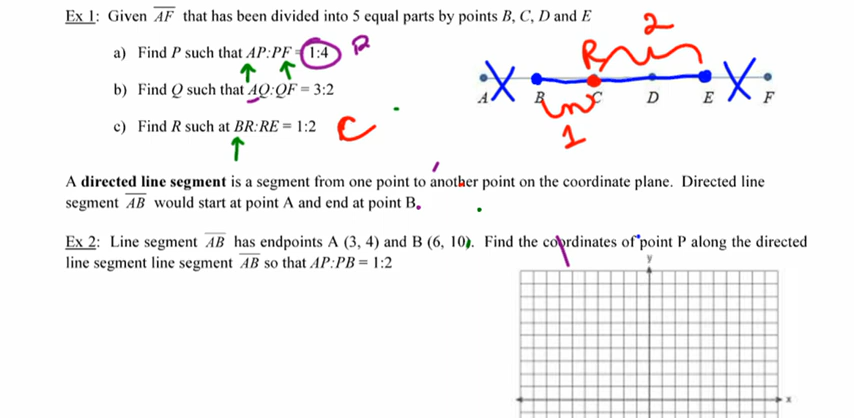 Ex 1: Given AF that has been divided into 5 equal parts by points B, C, D and E
a) Find P such that AP:PF = 1:4 B
b) Find Q such that AQ:QF = 3:2
c) Find R such at BR:RE = 1:2 C
2
R
A B C D E F
1
A directed line segment is a segment from one point to another point on the coordinate plane. Directed line
segment AB would start at point A and end at point B.
Ex 2: Line segment AB has endpoints A (3, 4) and B (6, 10). Find the coordinates of point P along the directed
line segment line segment AB so that AP:PB = 1:2
y
x